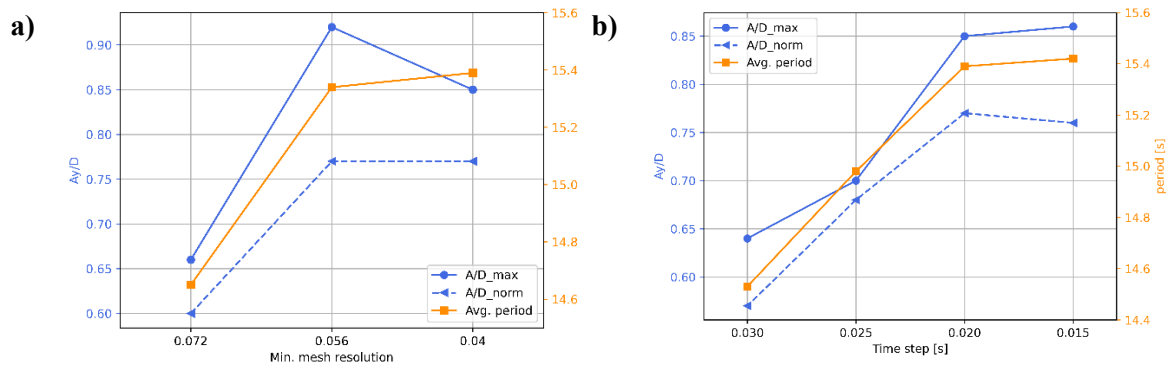 a)
0.90
0.85
0.80
0.75
0.70
0.65
0.60
Ay/D
15.6
15.4
15.2
15.0
14.8
14.6
A/D_max
A/D_norm
Avg. period
0.072
0.056
0.04
Min. mesh resolution
b)
0.85
0.80
0.75
0.70
0.65
0.60
Ay/D
A/D_max
A/D_norm
Avg. period
15.6
15.4
15.2
15.0
14.8
14.6
14.4
period [s]
0.030
0.025
0.020
0.015
Time step [s]